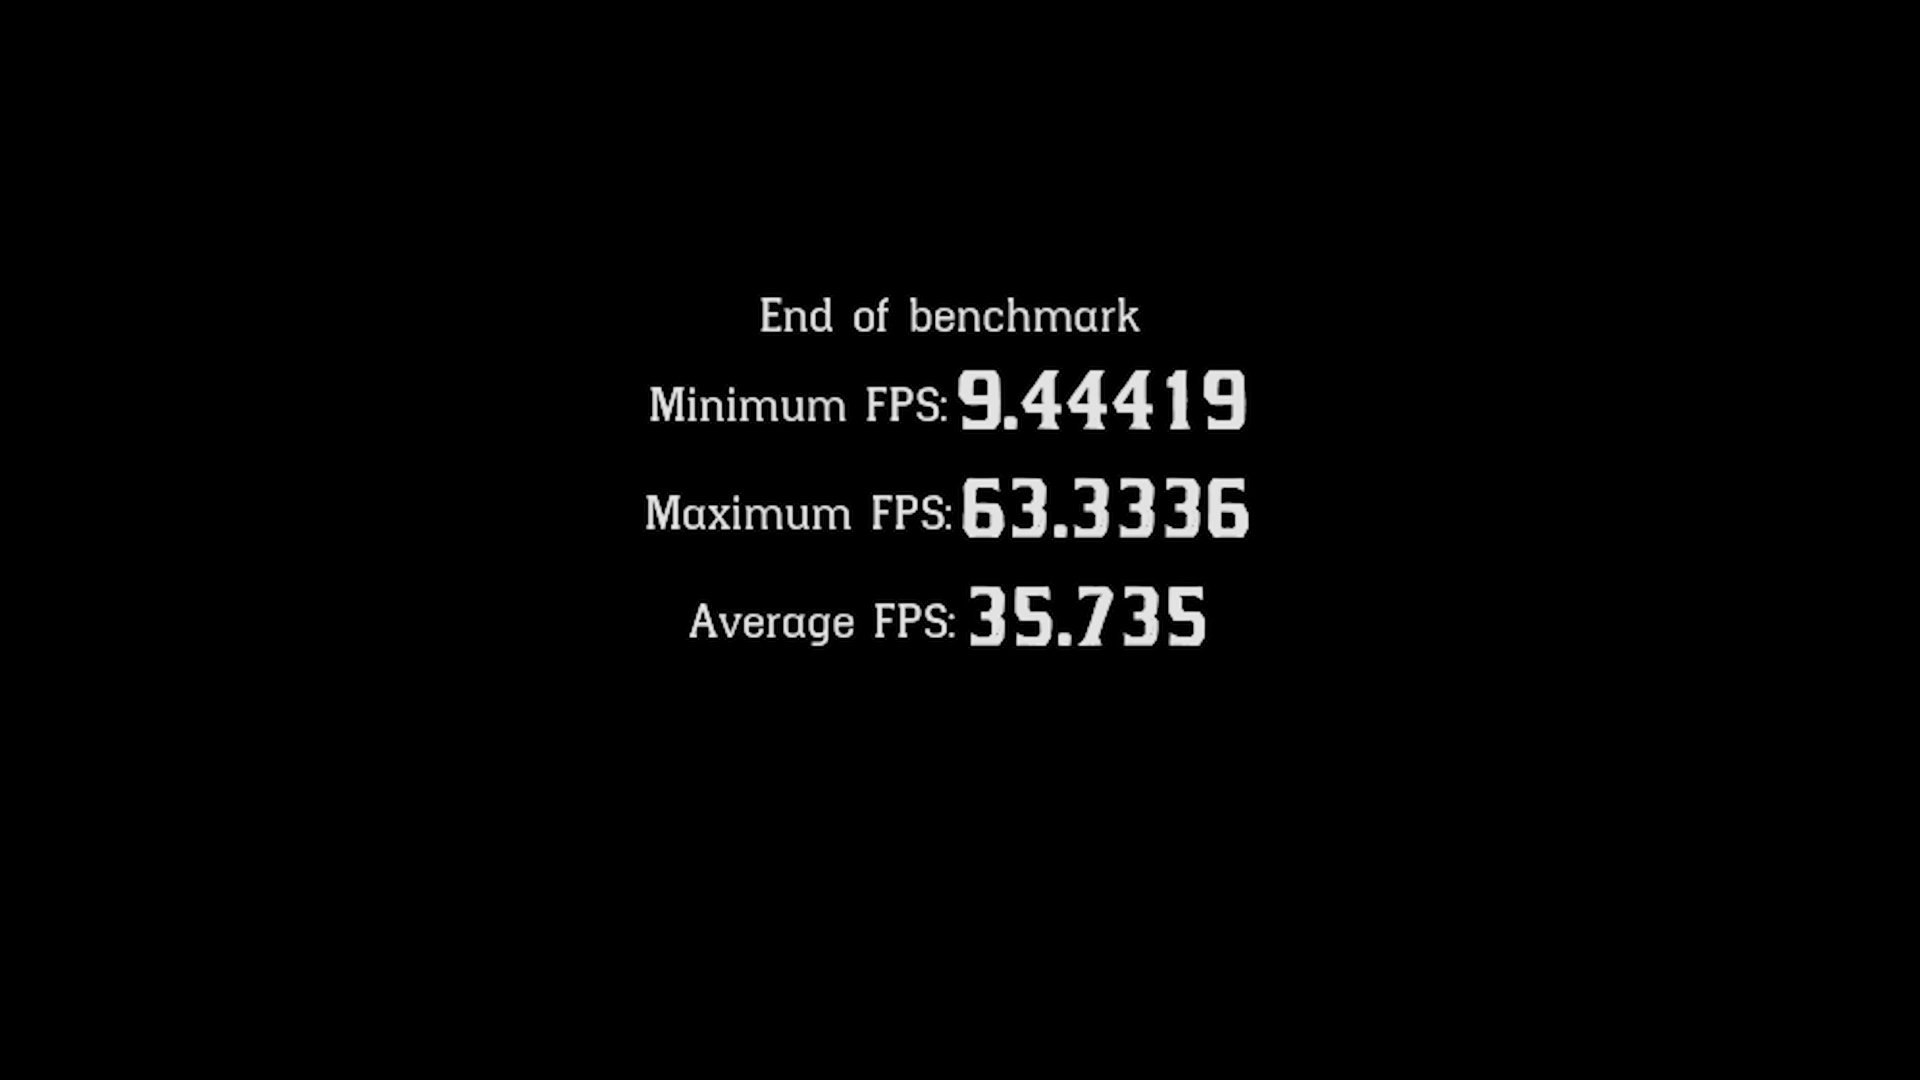 End of benchmark
Minimum FPS: 9.44419
Maximum FPS: 63.3336
Average FPS: 35.735